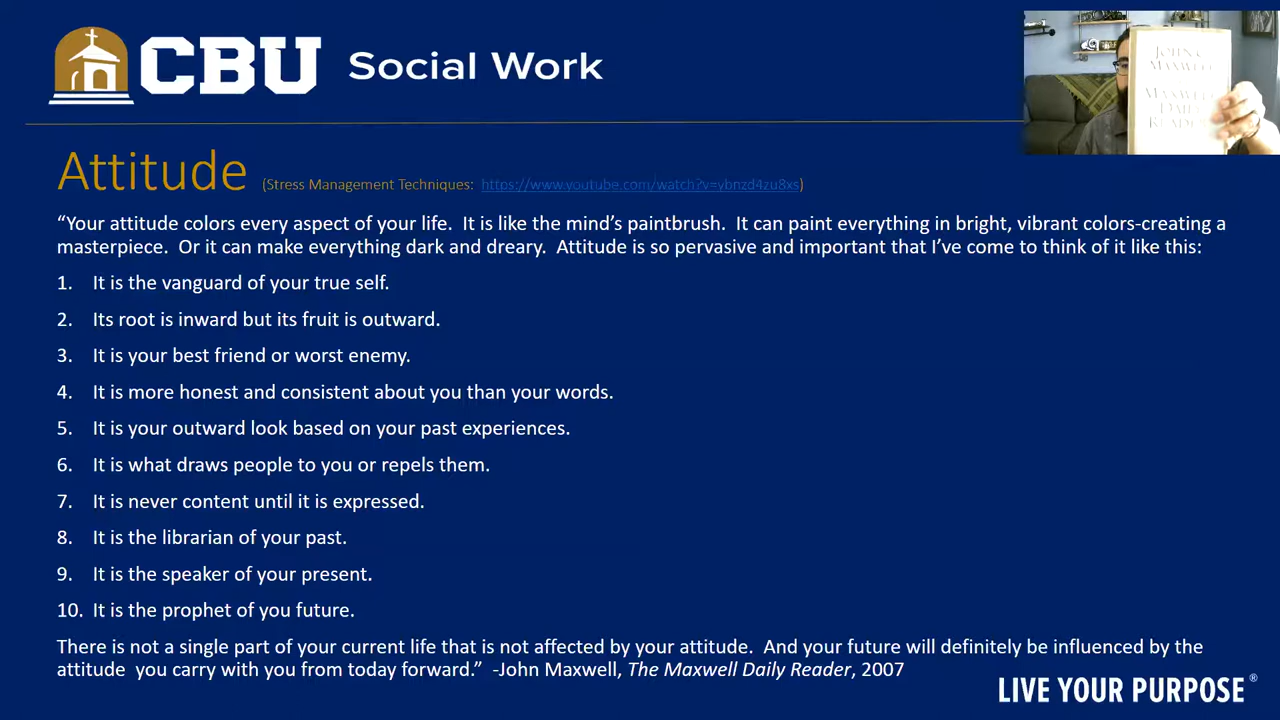 CBU Social Work
JOHN C.
MAXWELL
MAXWELL
DAILY
READER
Attitude (Stress Management Techniques: https://www.youtube.com/watch?v=ybnzd4zu8xs)
“Your attitude colors every aspect of your life. It is like the mind’s paintbrush. It can paint everything in bright, vibrant colors-creating a
masterpiece. Or it can make everything dark and dreary. Attitude is so pervasive and important that I’ve come to think of it like this:
1. It is the vanguard of your true self.
2. Its root is inward but its fruit is outward.
3. It is your best friend or worst enemy.
4. It is more honest and consistent about you than your words.
5. It is your outward look based on your past experiences.
6. It is what draws people to you or repels them.
7. It is never content until it is expressed.
8. It is the librarian of your past.
9. It is the speaker of your present.
10. It is the prophet of you future.
There is not a single part of your current life that is not affected by your attitude. And your future will definitely be influenced by the
attitude you carry with you from today forward.” -John Maxwell, The Maxwell Daily Reader, 2007
LIVE YOUR PURPOSE®